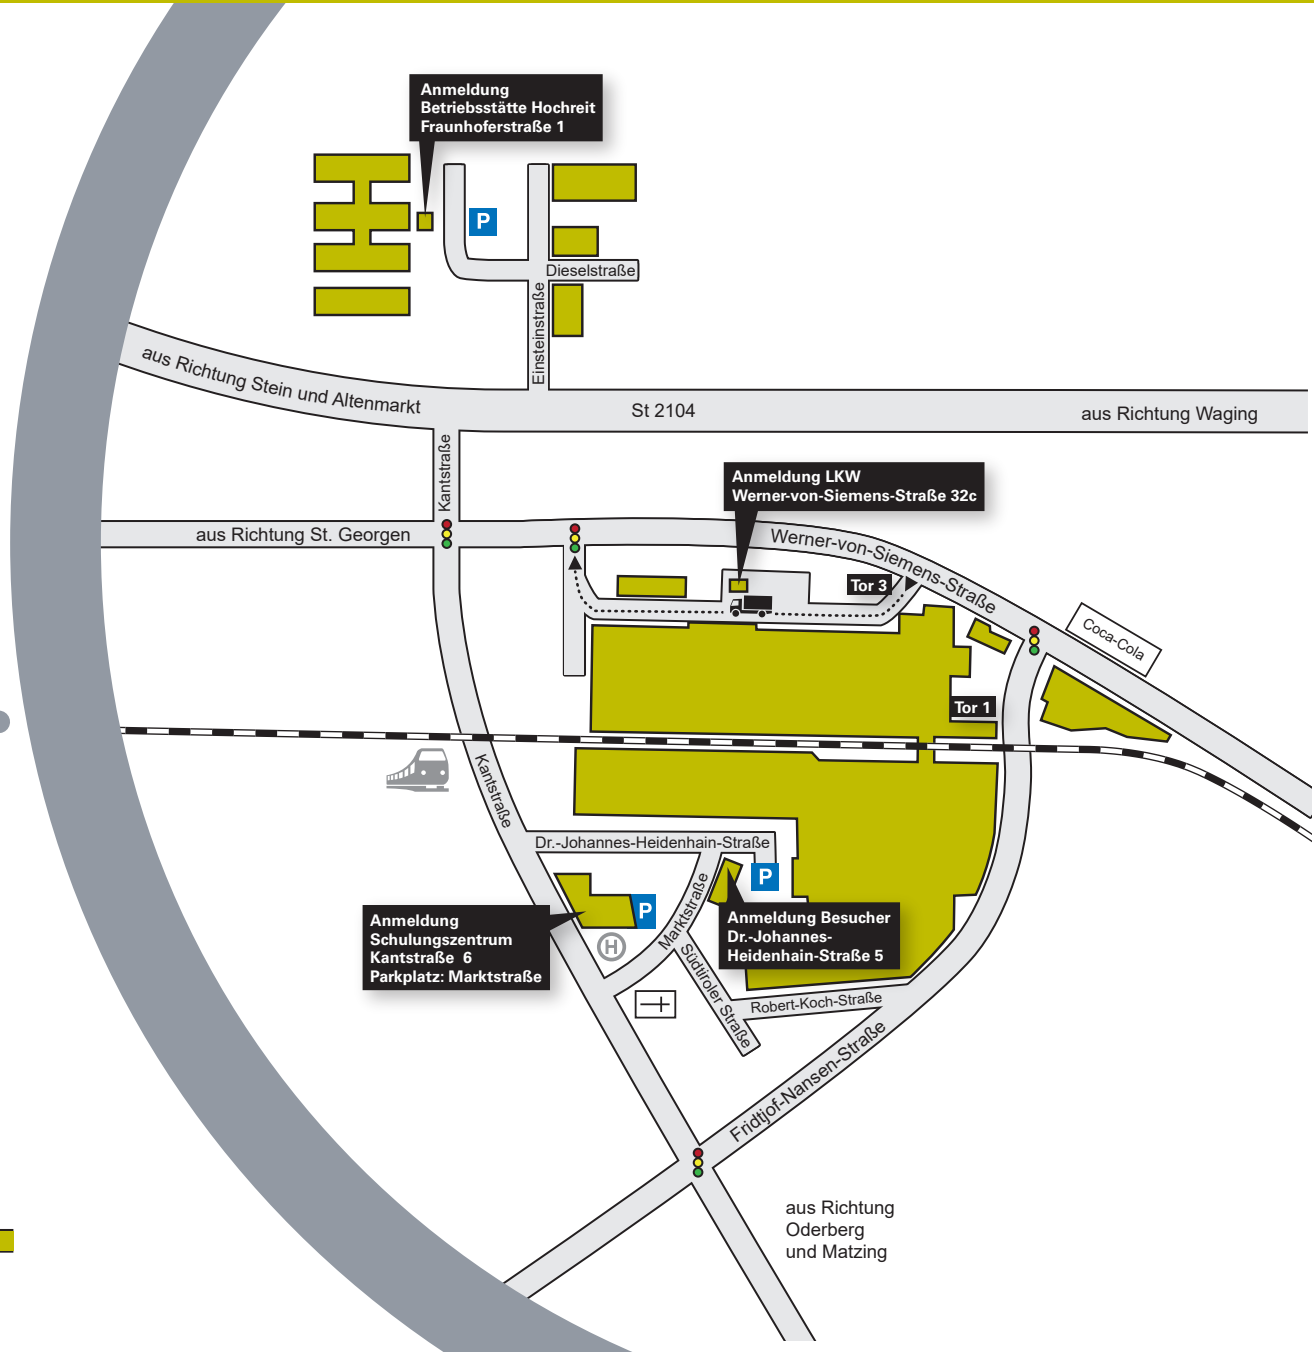 Anmeldung
Betriebsstätte Hochreit
Fraunhoferstraße 1
P
Dieselstraße
Einsteinstraße
aus Richtung Stein und Altenmarkt
St 2104
aus Richtung Waging
Kantstraße
Anmeldung LKW
Werner-von-Siemens-Straße 32c
aus Richtung St. Georgen
Werner-von-Siemens-Straße
Tor 3
Coca-Cola
Tor 1
Kantstraße
Dr.-Johannes-Heidenhain-Straße
P
Marktstraße
P
Anmeldung
Schulungszentrum
Kantstraße 6
Parkplatz: Marktstraße
H
Anmeldung Besucher
Dr.-Johannes-
Heidenhain-Straße 5
Südtiroler Straße
Robert-Koch-Straße
Fridtjof-Nansen-Straße
aus Richtung
Oderberg
und Matzing